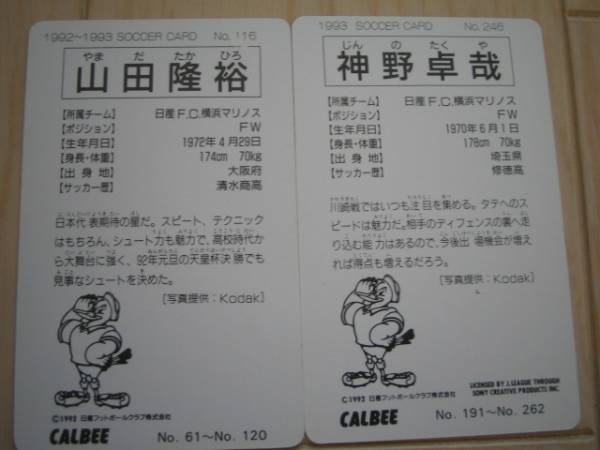 1992〜1993 SOCCER CARD No. 116
やま だ たか ひろ
山田隆裕
【所属チーム】 日産F.C.横浜マリノス
【ポジション】 FW
【生年月日】 1972年4月29日
【身長・体重】 174cm 70kg
【出身地】 大阪府
【サッカー歴】 清水商高
日本代表期待の星だ。スピート、テクニック
はもちろん、シュート力も魅力で、高校時代か
ら大舞台に強く、92年元旦の天皇杯決勝でも
見事なシュートを決めた。
[写真提供:Kodak]
©1992 日産フットボールクラブ株式会社
CALBEE No. 61〜No. 120
1993 SOCCER CARD No. 246
じん の たく や
神野卓哉
【所属チーム】 日産F.C.横浜マリノス
【ポジション】 FW
【生年月日】 1970年6月1日
【身長・体重】 178cm 70kg
【出身地】 埼玉県
【サッカー歴】 修徳高
川崎戦ではいつも注目を集める。タテへのス
ピードは魅力だ。相手のディフェンスの裏へ走
り込む能力はあるので、今後出場機会が増え
れば得点も増えるだろう。
[写真提供:Kodak]
LICENSED BY J.LEAGUE THROUGH
SONY CREATIVE PRODUCTS INC.
©1992 日産フットボールクラブ株式会社
CALBEE No. 191〜No. 262